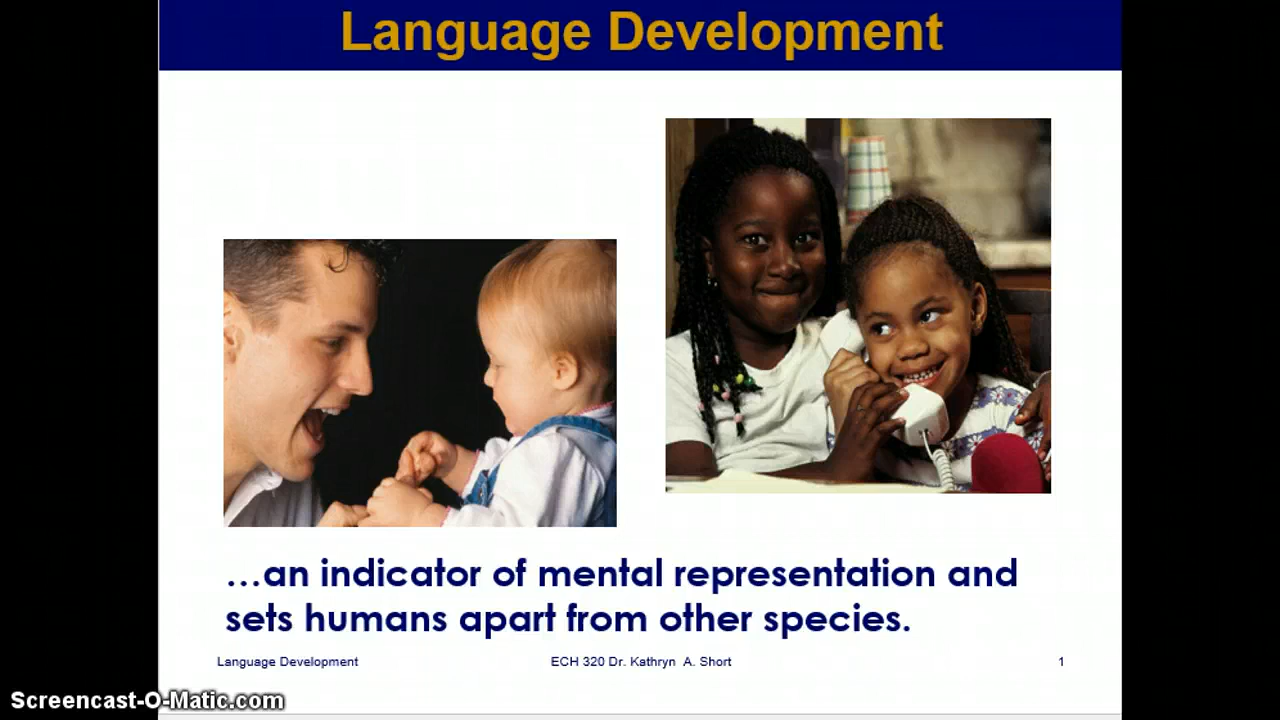 Language Development
…an indicator of mental representation and
sets humans apart from other species.
Language Development
ECH 320 Dr. Kathryn A. Short
1
Screencast-O-Matic.com